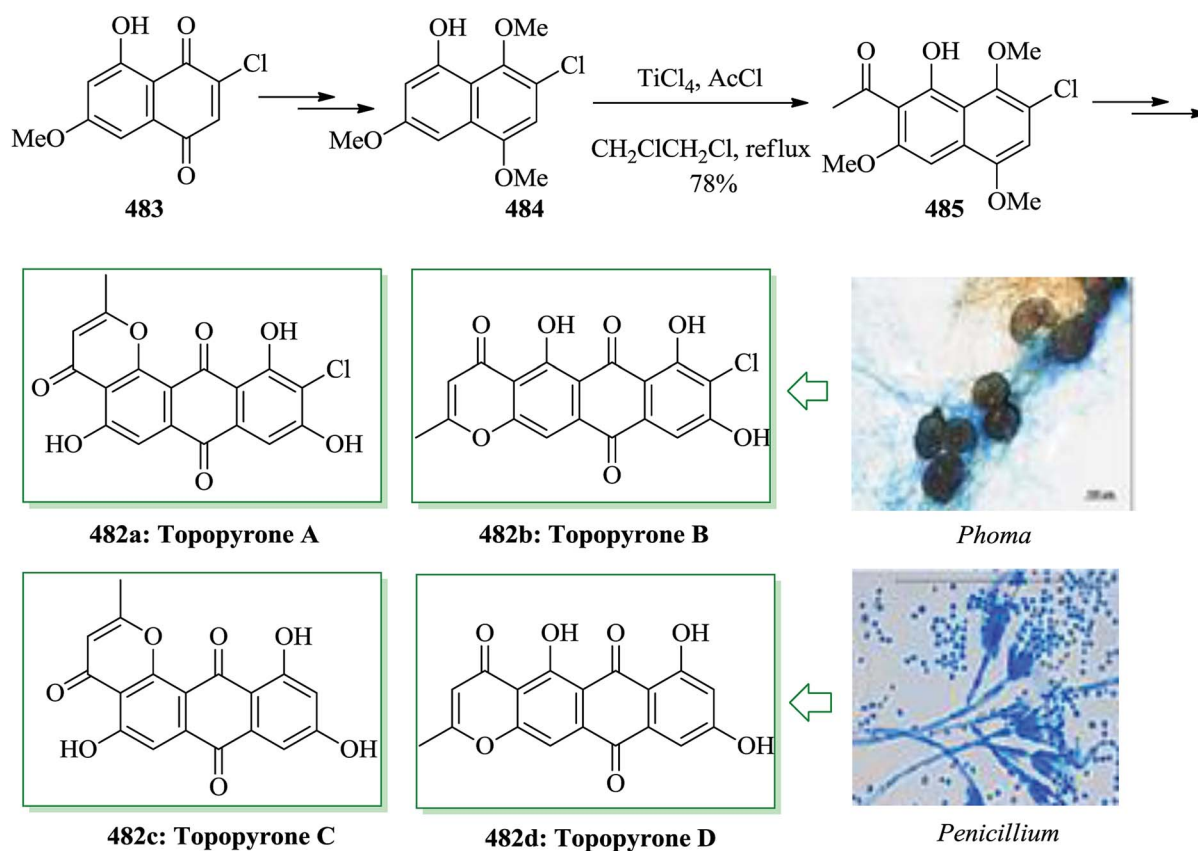 OH O
Cl
MeO
O
483
OH OMe
Cl
MeO
OMe
484
TiCl4, AcCl
CH2ClCH2Cl, reflux
78%
O OH OMe
Cl
MeO
OMe
485
O O OH
Cl
O
HO
O
OH
482a: Topopyrone A
O OH O OH
Cl
O
O
OH
482b: Topopyrone B
Phoma
O O OH
O
HO
O
OH
482c: Topopyrone C
O OH O OH
O
O
OH
482d: Topopyrone D
Penicillium